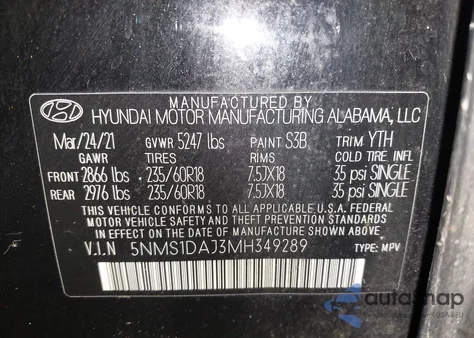 MANUFACTURED BY
HYUNDAI MOTOR MANUFACTURING ALABAMA, LLC
Mar/24/21 GVWR 5247 lbs PAINT S3B TRIM YTH
GAWR TIRES RIMS COLD TIRE INFL
FRONT 2866 lbs 235/60R18 7.5JX18 35 psi SINGLE
REAR 2976 lbs 235/60R18 7.5JX18 35 psi SINGLE
THIS VEHICLE CONFORMS TO ALL APPLICABLE U.S.A. FEDERAL
MOTOR VEHICLE SAFETY AND THEFT PREVENTION STANDARDS
IN EFFECT ON THE DATE OF MANUFACTURE SHOWN ABOVE.
V.I.N 5NMS1DAJ3MH349289 TYPE: MPV
autosnap